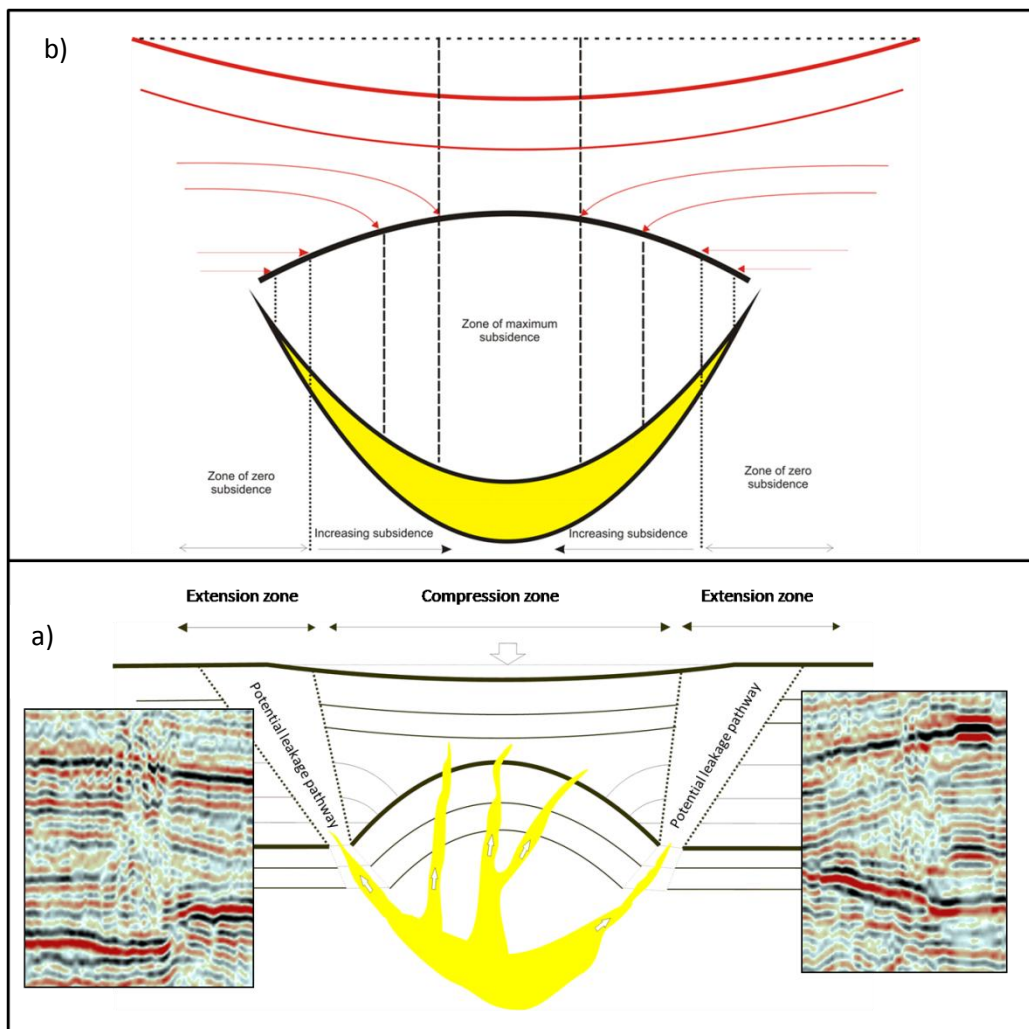 b)
Zone of maximum
subsidence
Zone of zero
subsidence
Zone of zero
subsidence
Increasing subsidence
Increasing subsidence
Extension zone
Compression zone
Extension zone
a)
Potential leakage pathway
Potential leakage pathway